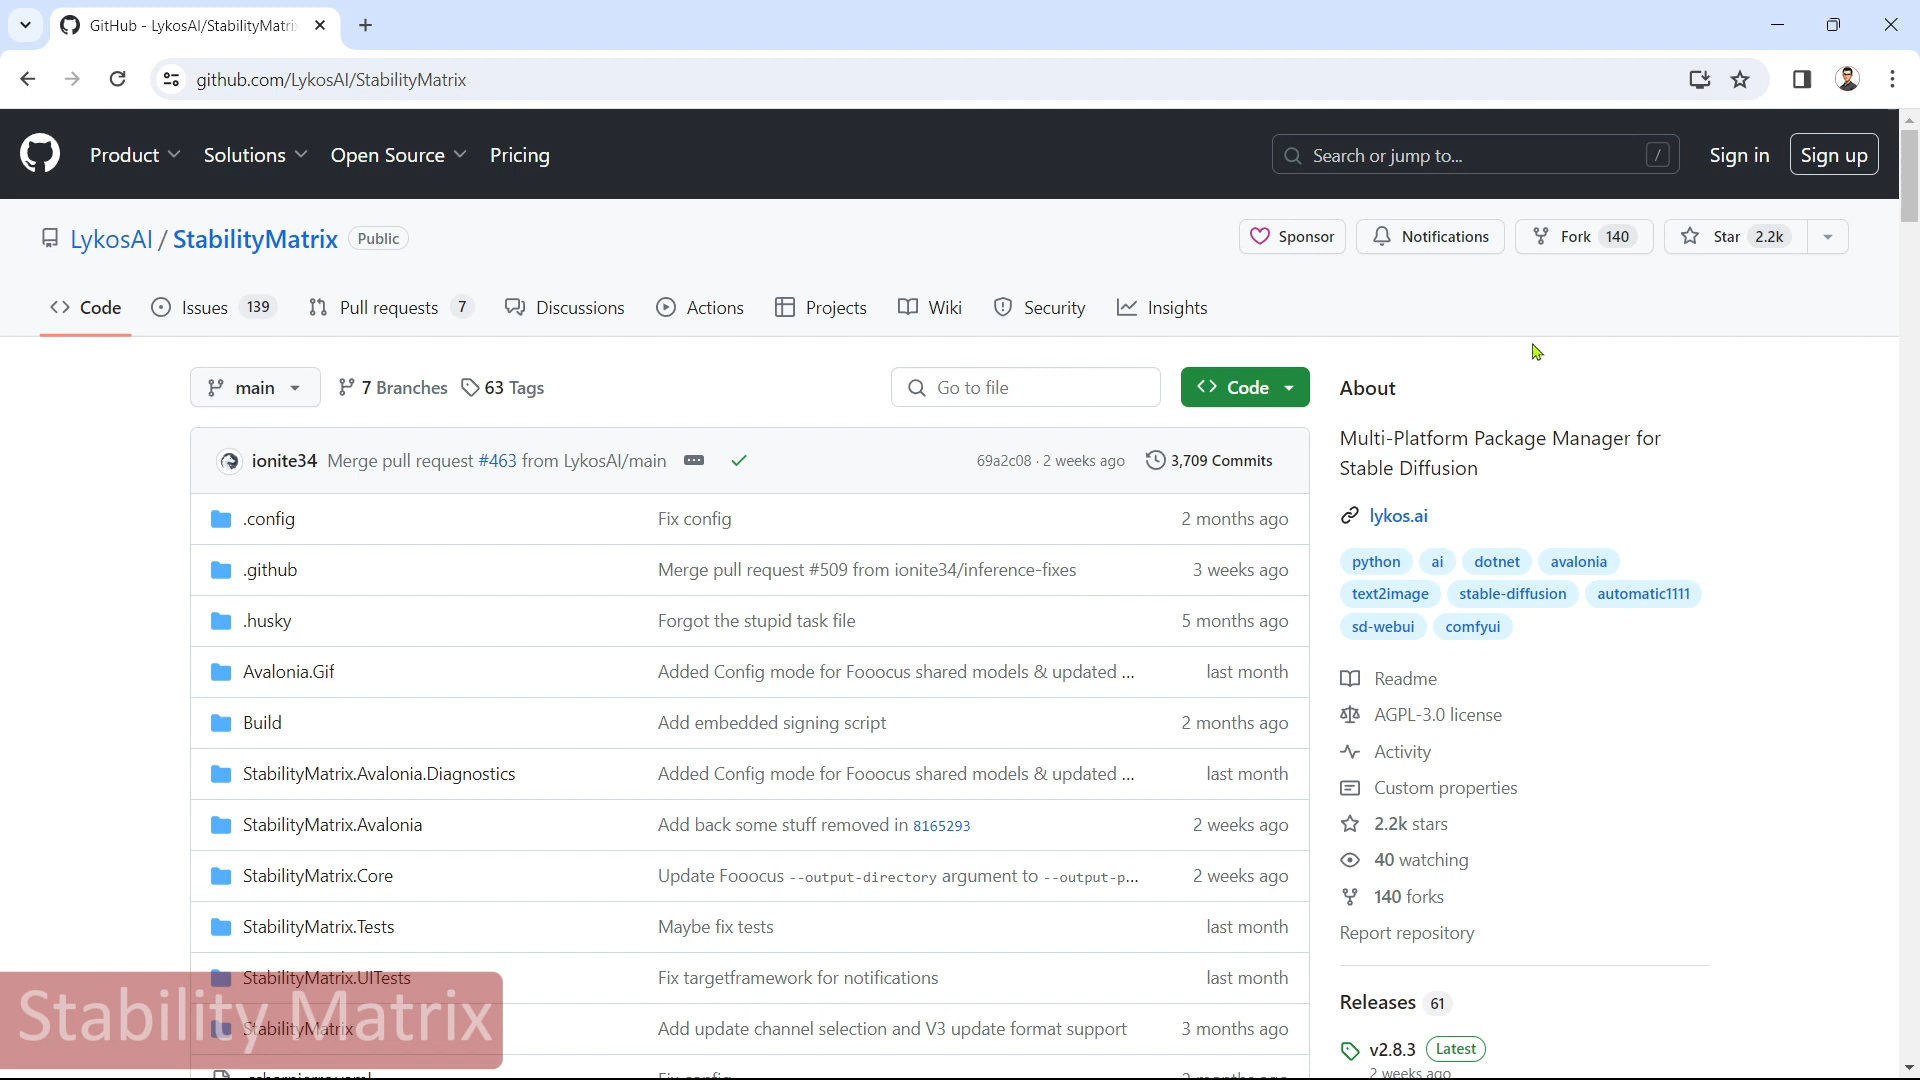 GitHub - LykosAI/StabilityMatri
github.com/LykosAI/StabilityMatrix
Product Solutions Open Source Pricing
Search or jump to... /
Sign in Sign up
LykosAI / StabilityMatrix Public
Sponsor Notifications Fork 140 Star 2.2k
Code Issues 139 Pull requests 7 Discussions Actions Projects Wiki Security Insights
main 7 Branches 63 Tags Go to file Code
ionite34 Merge pull request #463 from LykosAI/main 69a2c08 · 2 weeks ago 3,709 Commits
.config Fix config 2 months ago
.github Merge pull request #509 from ionite34/inference-fixes 3 weeks ago
.husky Forgot the stupid task file 5 months ago
Avalonia.Gif Added Config mode for Fooocus shared models & updated ... last month
Build Add embedded signing script 2 months ago
StabilityMatrix.Avalonia.Diagnostics Added Config mode for Fooocus shared models & updated ... last month
StabilityMatrix.Avalonia Add back some stuff removed in 8165293 2 weeks ago
StabilityMatrix.Core Update Fooocus --output-directory argument to --output-p... 2 weeks ago
StabilityMatrix.Tests Maybe fix tests last month
StabilityMatrix.UITests Fix targetframework for notifications last month
StabilityMatrix Add update channel selection and V3 update format support 3 months ago
About
Multi-Platform Package Manager for
Stable Diffusion
lykos.ai
python ai dotnet avalonia
text2image stable-diffusion automatic1111
sd-webui comfyui
Readme
AGPL-3.0 license
Activity
Custom properties
2.2k stars
40 watching
140 forks
Report repository
Releases 61
v2.8.3 Latest
2 weeks ago
Stability Matrix